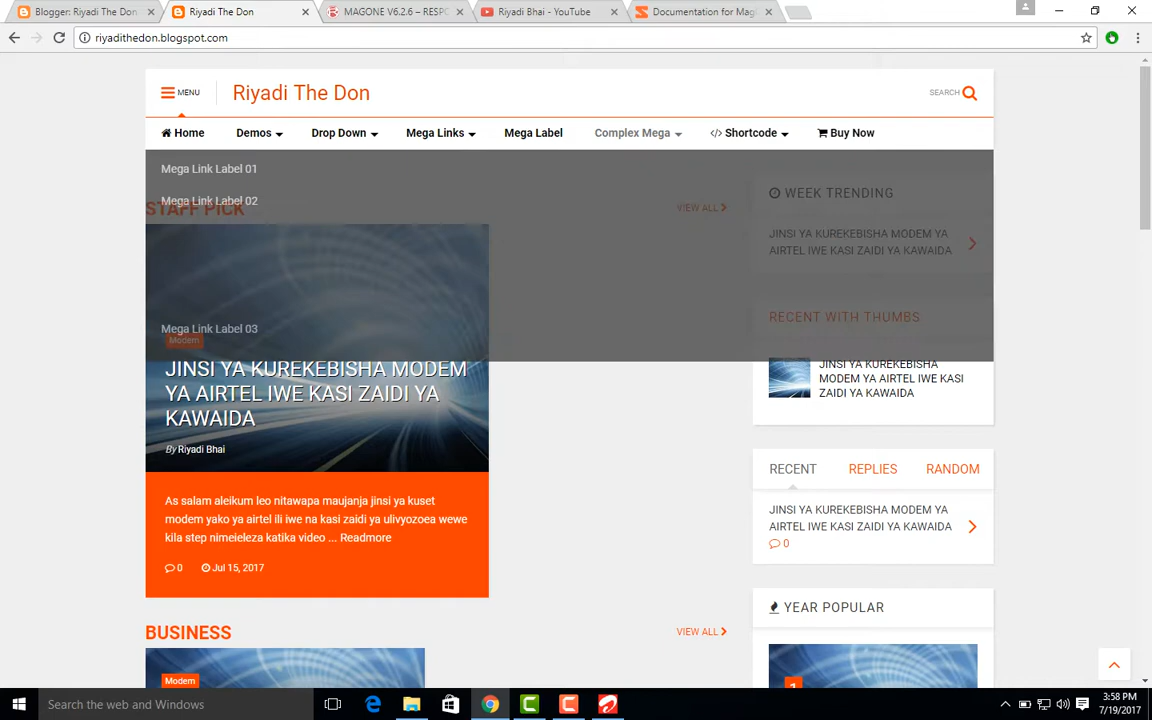 Blogger: Riyadi The Don
Riyadi The Don
MAGONE V6.2.6 – RESPO
Riyadi Bhai - YouTube
Documentation for Mag
riyadithedon.blogspot.com
MENU
Riyadi The Don
SEARCH
Home
Demos
Drop Down
Mega Links
Mega Label
Complex Mega
</> Shortcode
Buy Now
Mega Link Label 01
Mega Link Label 02
STAFF PICK
VIEW ALL
Mega Link Label 03
Modem
JINSI YA KUREKEBISHA MODEM
YA AIRTEL IWE KASI ZAIDI YA
KAWAIDA
By Riyadi Bhai
As salam aleikum leo nitawapa maujanja jinsi ya kuset
modem yako ya airtel ili iwe na kasi zaidi ya ulivyozoea wewe
kila step nimeieleza katika video ... Readmore
0
Jul 15, 2017
BUSINESS
VIEW ALL
Modem
WEEK TRENDING
JINSI YA KUREKEBISHA MODEM YA
AIRTEL IWE KASI ZAIDI YA KAWAIDA
RECENT WITH THUMBS
JINSI YA KUREKEBISHA
MODEM YA AIRTEL IWE KASI
ZAIDI YA KAWAIDA
RECENT
REPLIES
RANDOM
JINSI YA KUREKEBISHA MODEM YA
AIRTEL IWE KASI ZAIDI YA KAWAIDA
0
YEAR POPULAR
1
Search the web and Windows
3:58 PM
7/19/2017